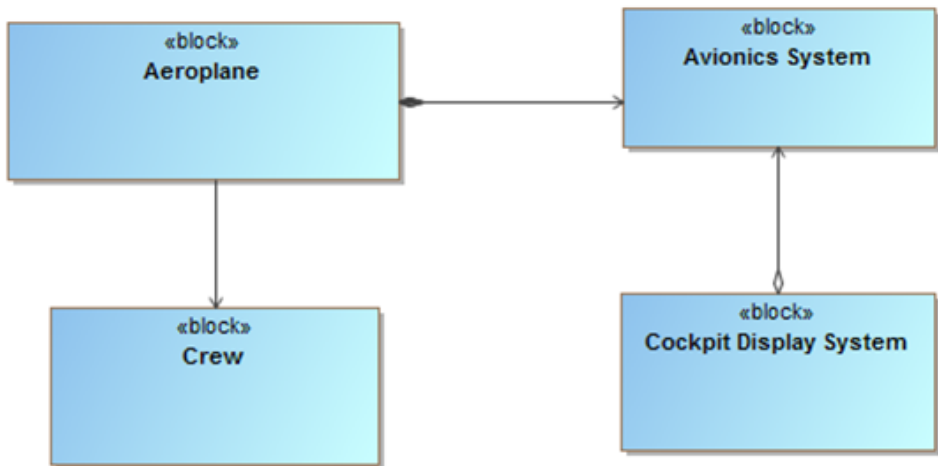 «block»
Aeroplane
«block»
Avionics System
«block»
Crew
«block»
Cockpit Display System